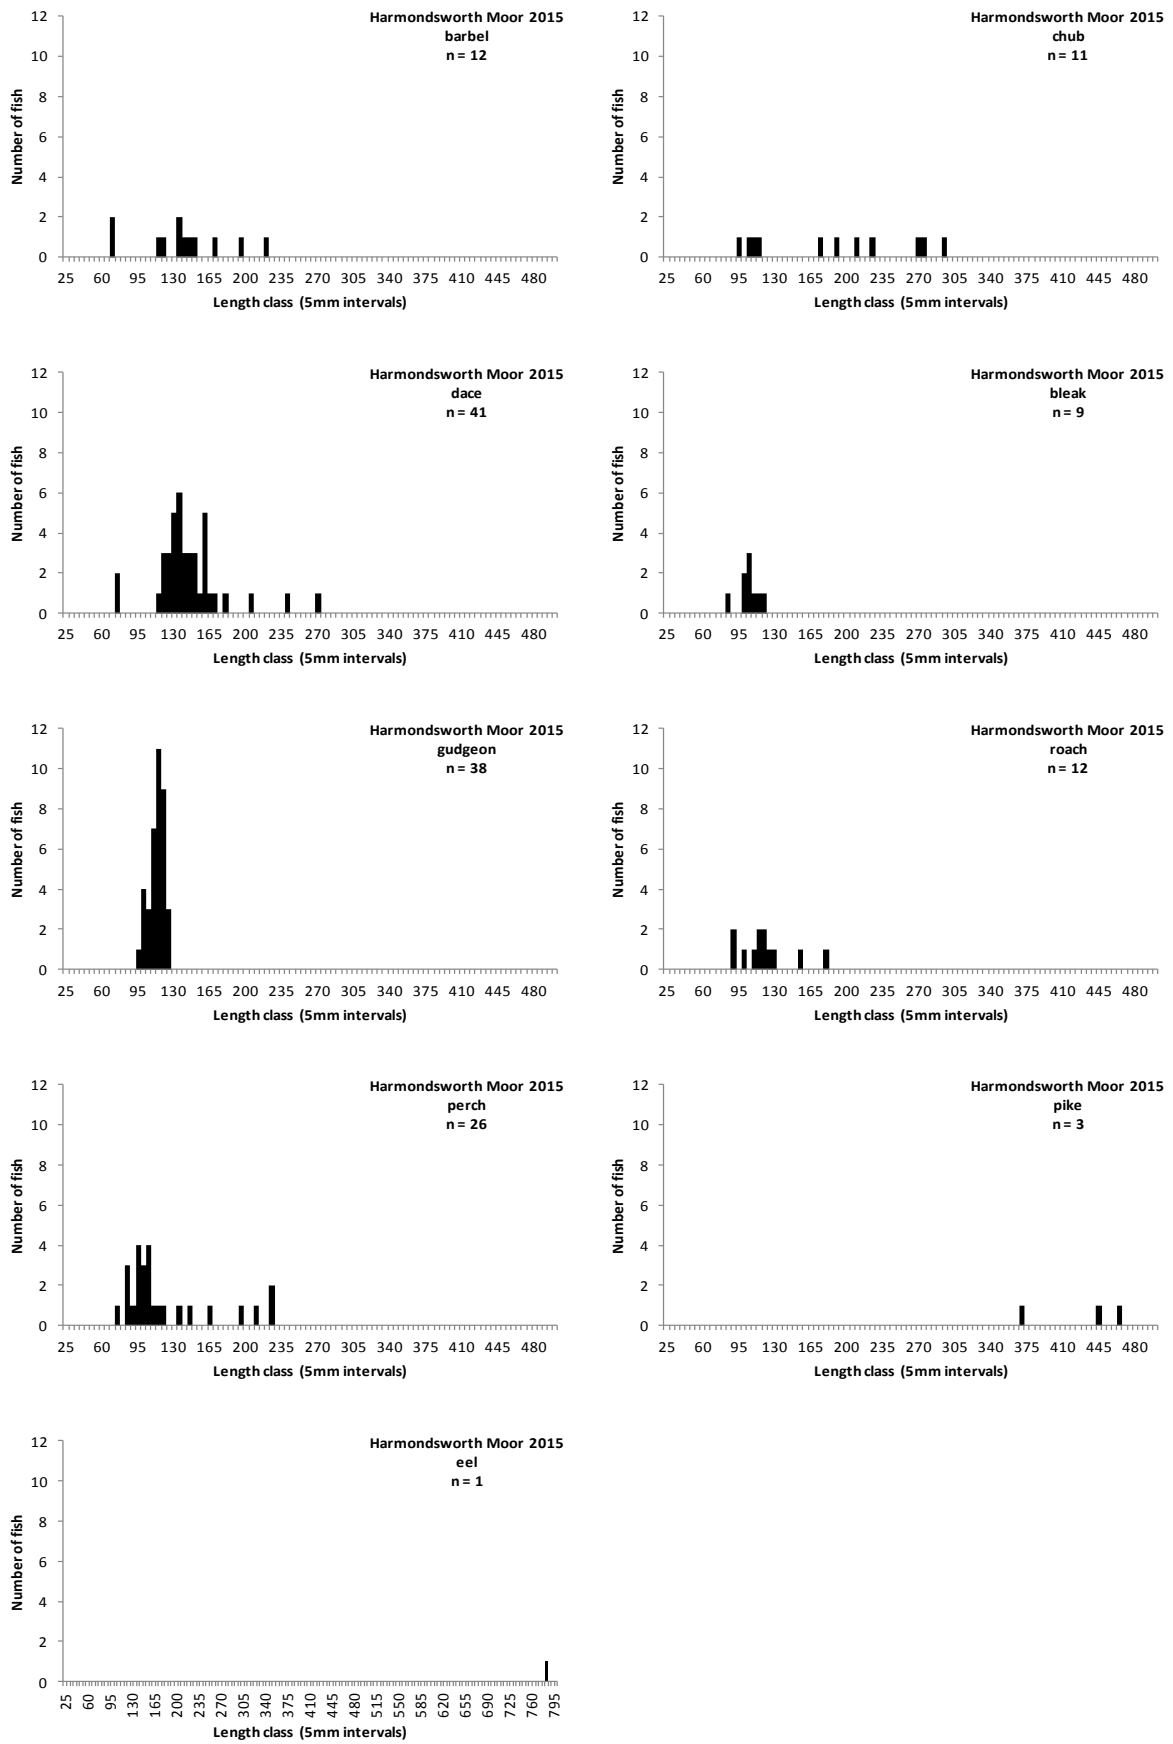 Harmondsworth Moor 2015
barbel
n = 12
Number of fish
12
10
8
6
4
2
0
25 60 95 130 165 200 235 270 305 340 375 410 445 480
Length class (5mm intervals)
Harmondsworth Moor 2015
chub
n = 11
Number of fish
12
10
8
6
4
2
0
25 60 95 130 165 200 235 270 305 340 375 410 445 480
Length class (5mm intervals)
Harmondsworth Moor 2015
dace
n = 41
Number of fish
12
10
8
6
4
2
0
25 60 95 130 165 200 235 270 305 340 375 410 445 480
Length class (5mm intervals)
Harmondsworth Moor 2015
bleak
n = 9
Number of fish
12
10
8
6
4
2
0
25 60 95 130 165 200 235 270 305 340 375 410 445 480
Length class (5mm intervals)
Harmondsworth Moor 2015
gudgeon
n = 38
Number of fish
12
10
8
6
4
2
0
25 60 95 130 165 200 235 270 305 340 375 410 445 480
Length class (5mm intervals)
Harmondsworth Moor 2015
roach
n = 12
Number of fish
12
10
8
6
4
2
0
25 60 95 130 165 200 235 270 305 340 375 410 445 480
Length class (5mm intervals)
Harmondsworth Moor 2015
perch
n = 26
Number of fish
12
10
8
6
4
2
0
25 60 95 130 165 200 235 270 305 340 375 410 445 480
Length class (5mm intervals)
Harmondsworth Moor 2015
pike
n = 3
Number of fish
12
10
8
6
4
2
0
25 60 95 130 165 200 235 270 305 340 375 410 445 480
Length class (5mm intervals)
Harmondsworth Moor 2015
eel
n = 1
Number of fish
12
10
8
6
4
2
0
25 60 95 130 165 200 235 270 305 340 375 410 445 480 515 550 585 620 655 690 725 760 795
Length class (5mm intervals)